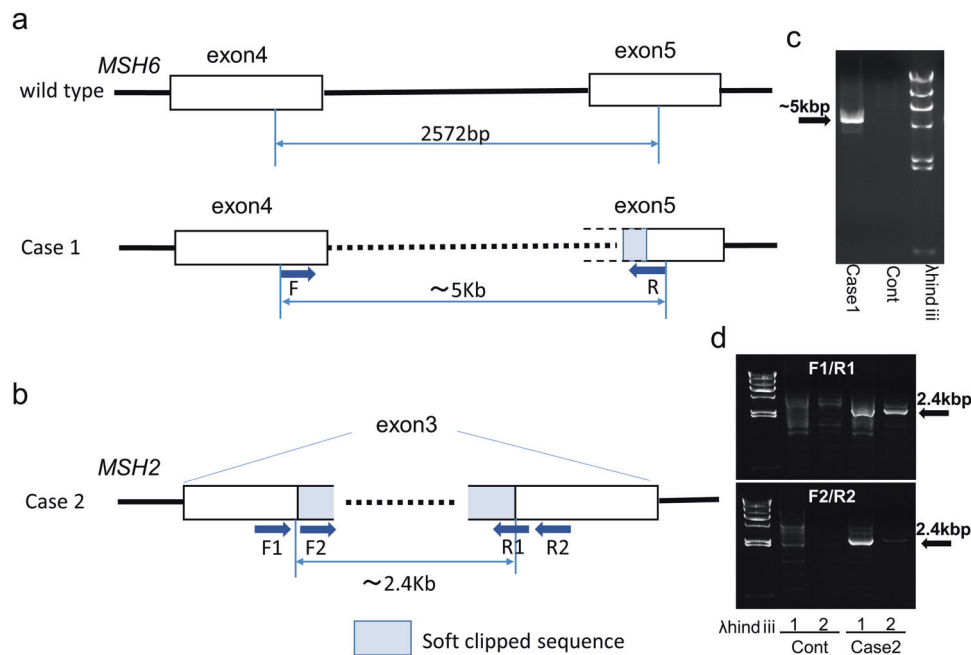 a
MSH6
exon4
exon5
wild type
2572bp
exon4
exon5
Case 1
F
R
～5Kb
b
exon3
MSH2
Case 2
F1
F2
R1
R2
～2.4Kb
Soft clipped sequence
c
~5kbp
Case1
Cont
λhind iii
d
F1/R1
2.4kbp
F2/R2
2.4kbp
λhind iii 1 2 1 2
Cont Case2